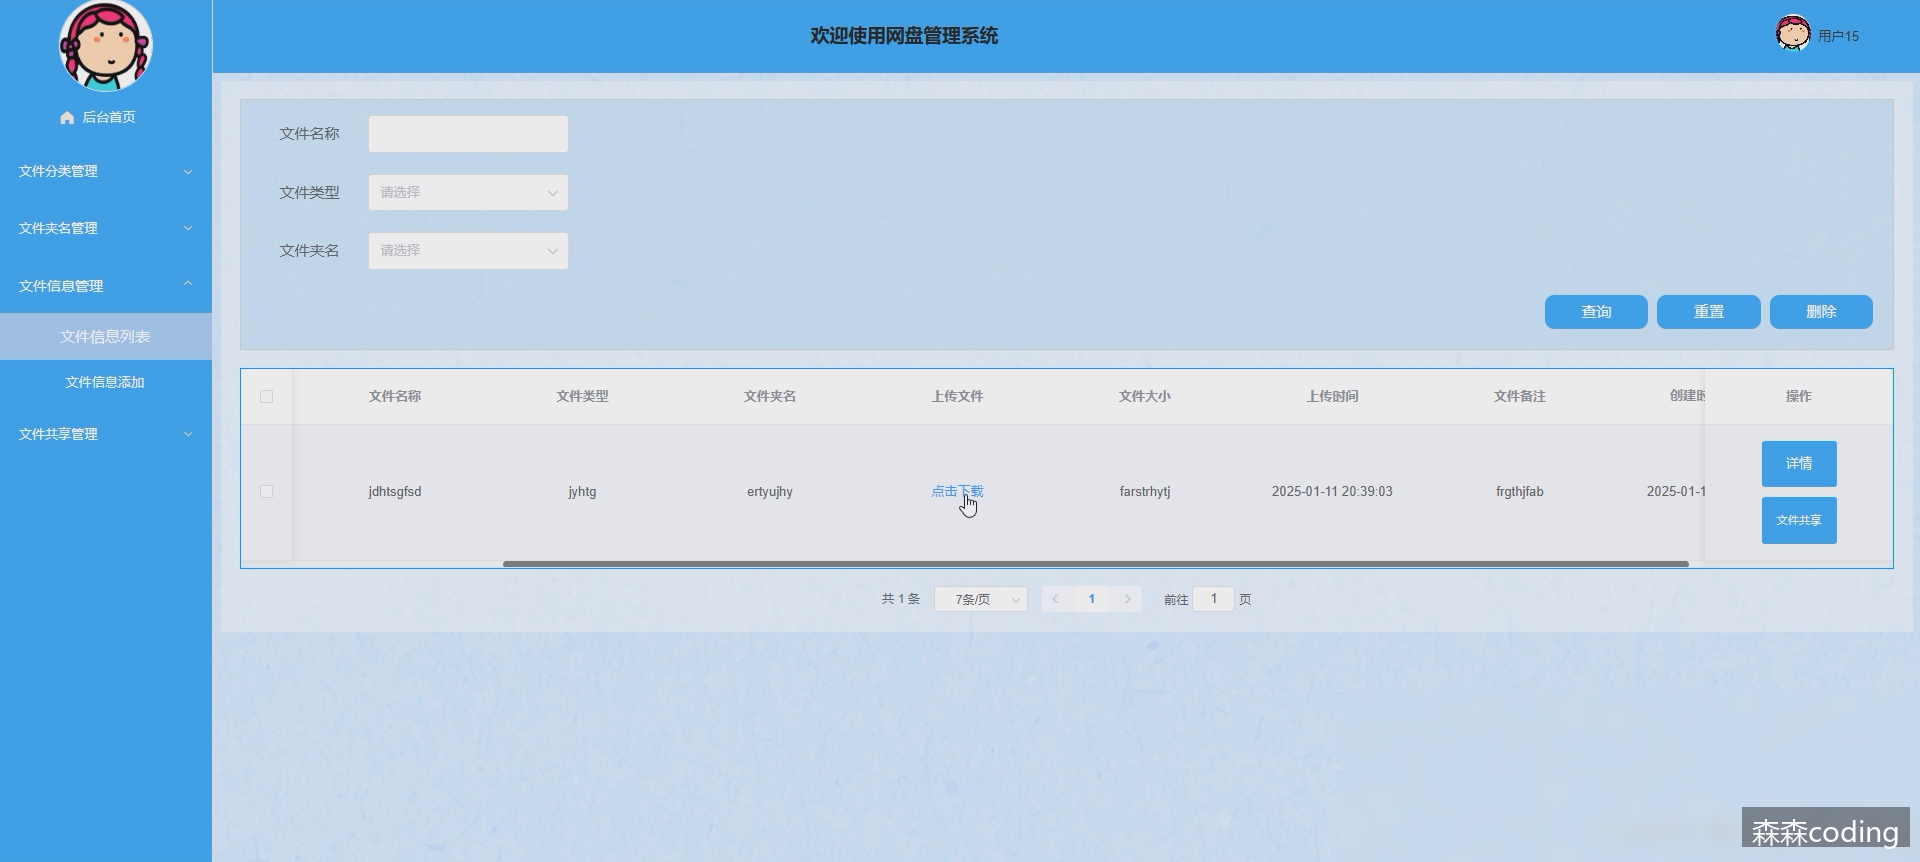 欢迎使用网盘管理系统
用户15
后台首页
文件分类管理
文件夹名管理
文件信息管理
文件信息列表
文件信息添加
文件共享管理
文件名称
文件类型 请选择
文件夹名 请选择
查询 重置 删除
文件名称 文件类型 文件夹名 上传文件 文件大小 上传时间 文件备注 创建时 操作
jdhtsgfsd jyhtg ertyujhy 点击下载 farstrhytj 2025-01-11 20:39:03 frgthjfab 2025-01-1
详情
文件共享
共 1 条 7条/页 1 前往 1 页
森森coding